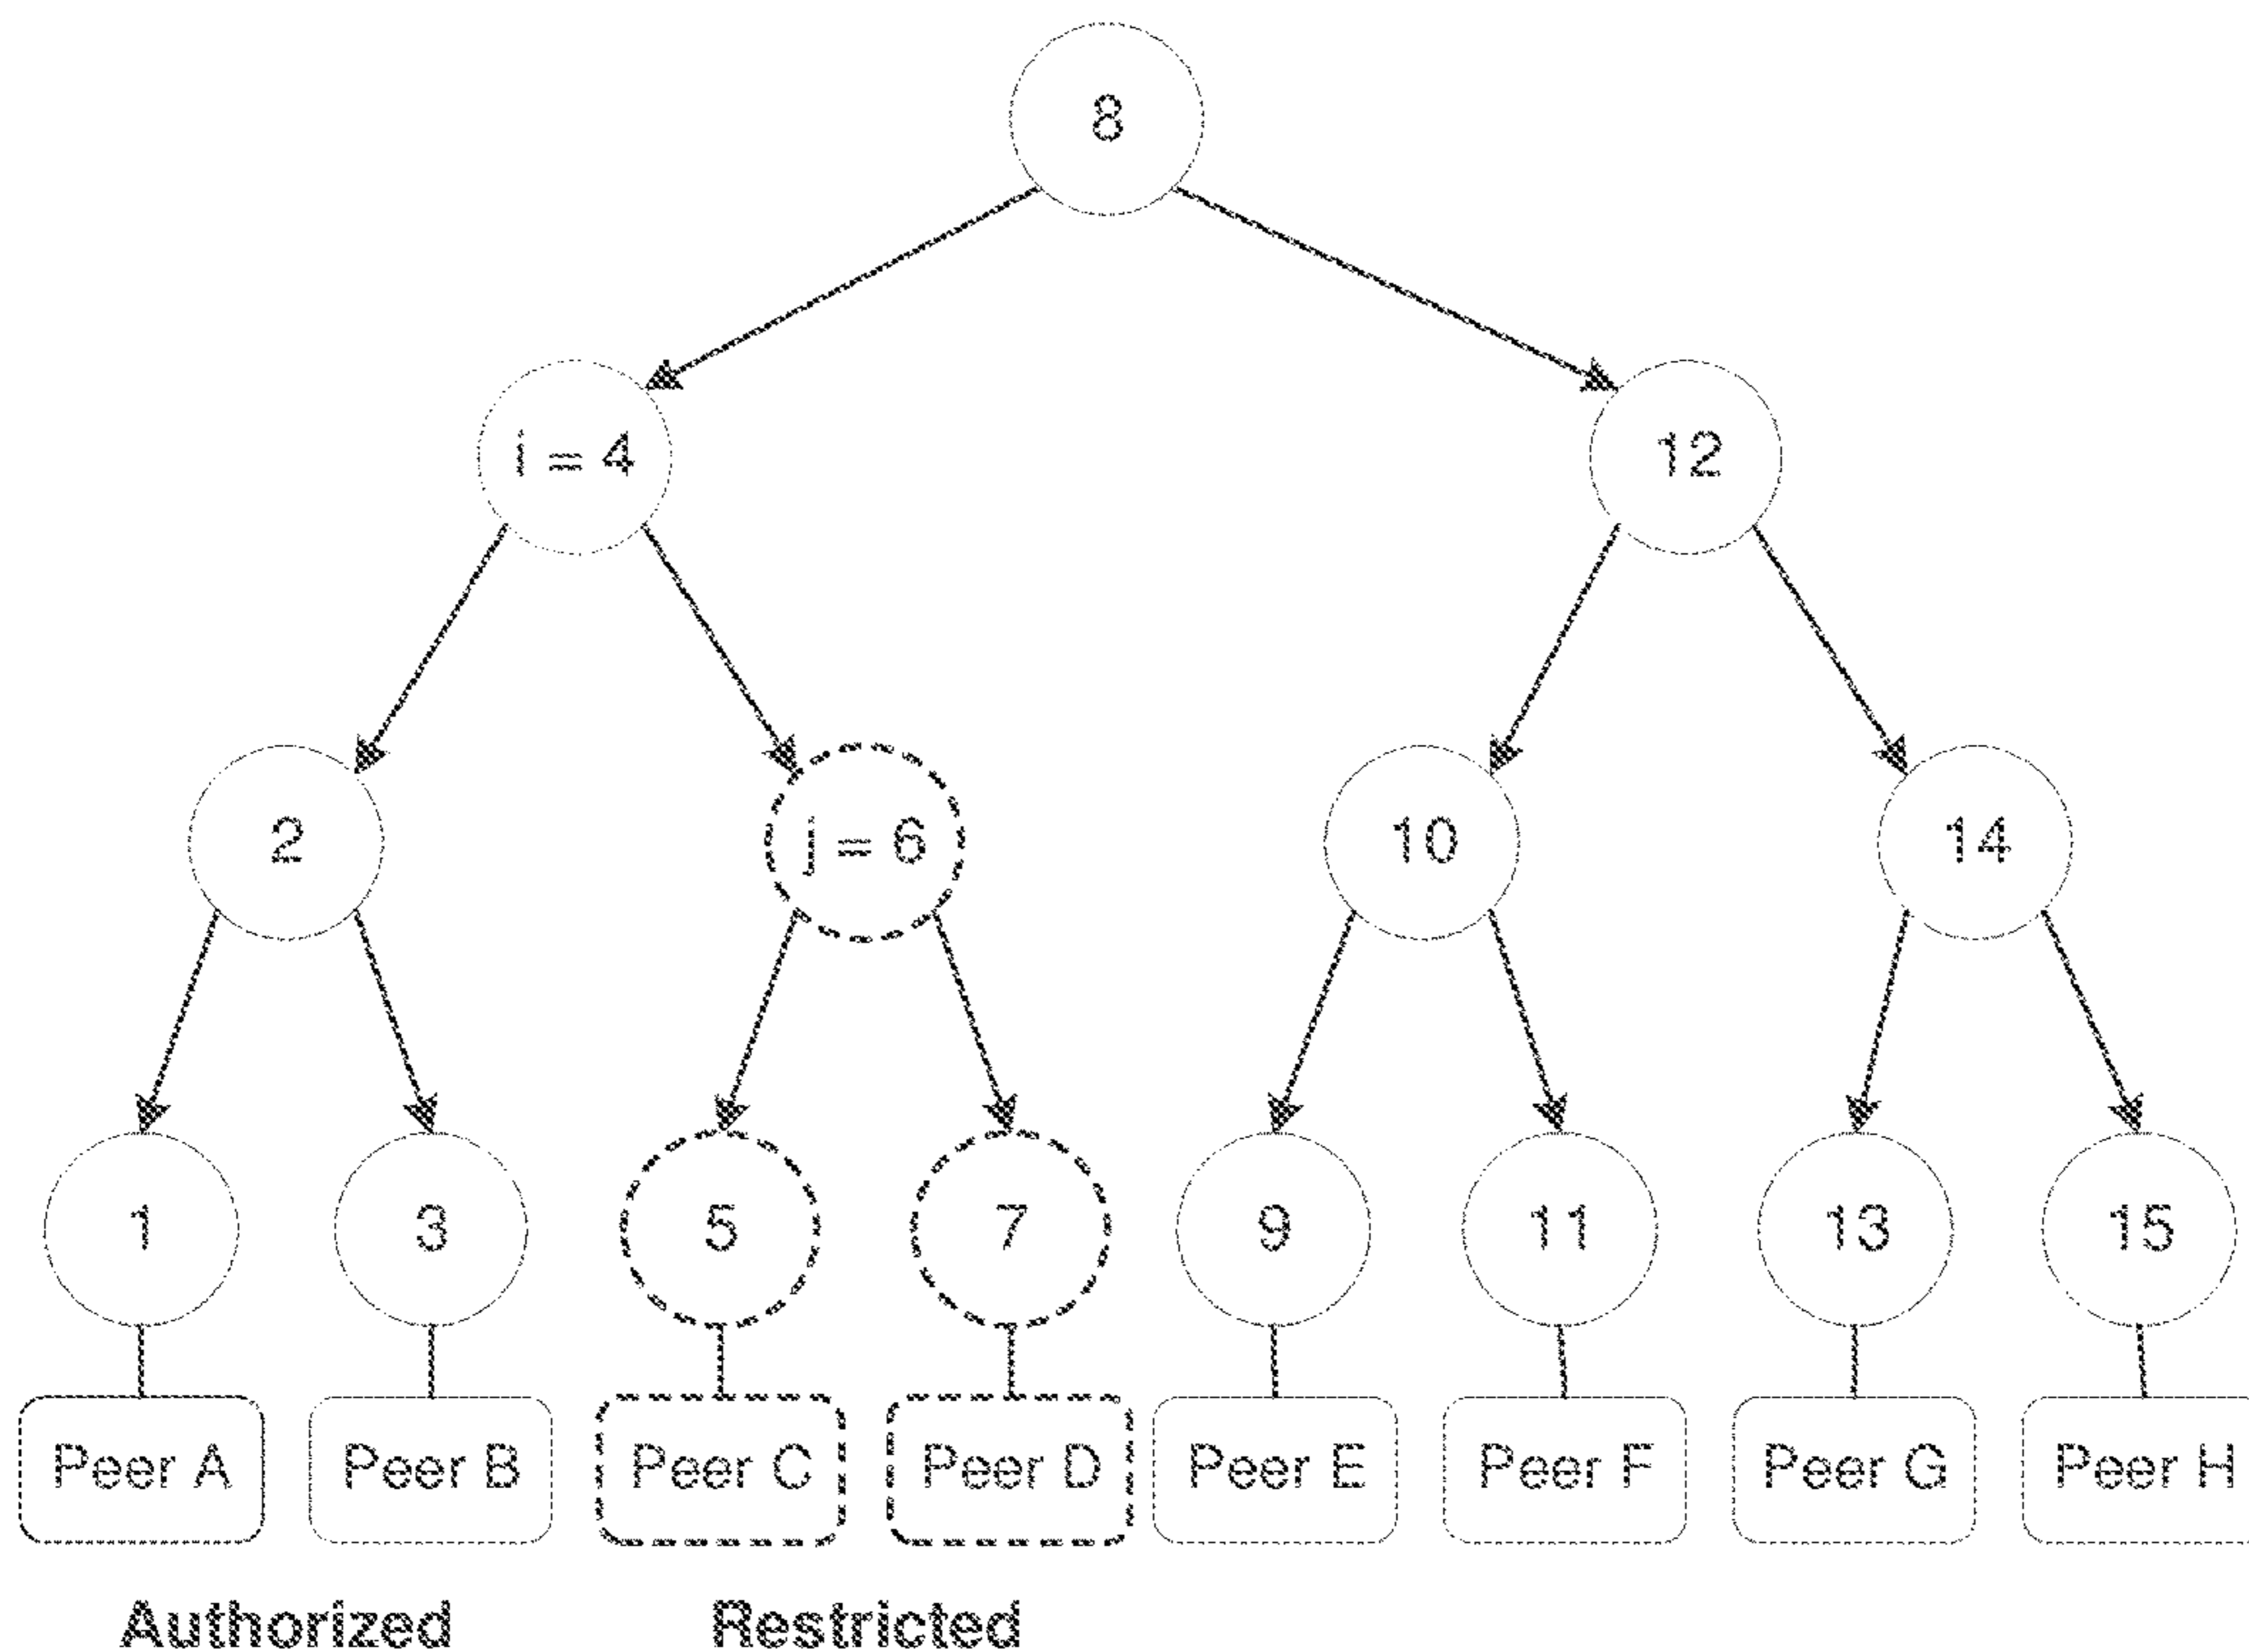 8
i = 4
12
2
j = 6
10
14
1
3
5
7
9
11
13
15
Peer A
Peer B
Peer C
Peer D
Peer E
Peer F
Peer G
Peer H
Authorized
Restricted